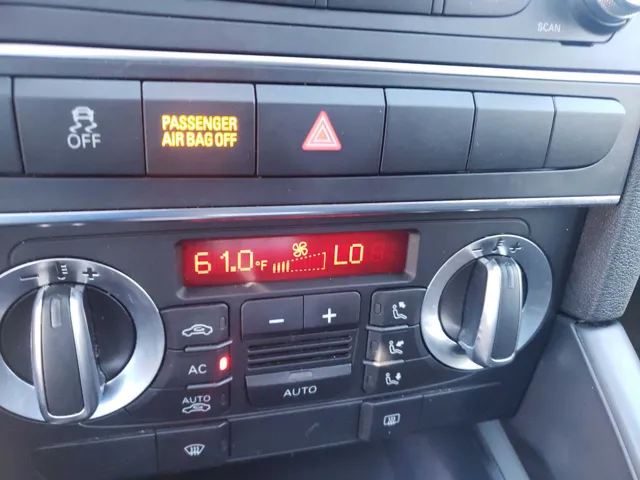 SCAN
OFF
PASSENGER
AIR BAG OFF
61.0°F LO
- +
- +
- +
AC
AUTO
AUTO